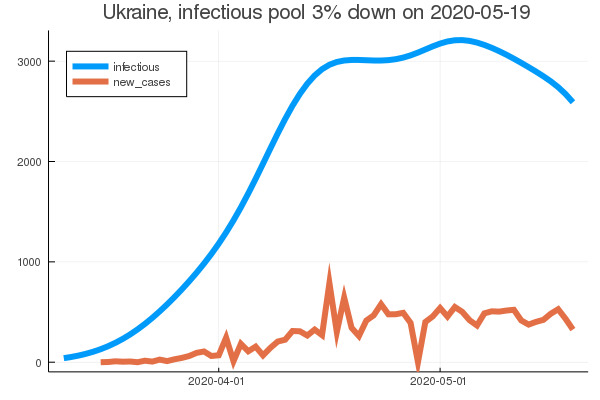 Ukraine, infectious pool 3% down on 2020-05-19
infectious
new_cases
3000
2000
1000
0
2020-04-01
2020-05-01